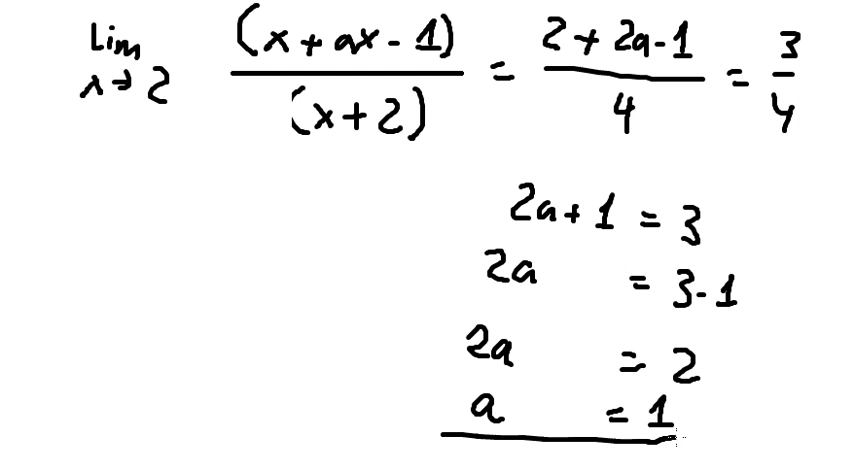 Lim x→2 (x + ax - 1) / (x + 2) = 2 + 2a - 1 / 4 = 3 / 4
2a + 1 = 3
2a = 3 - 1
2a = 2
a = 1